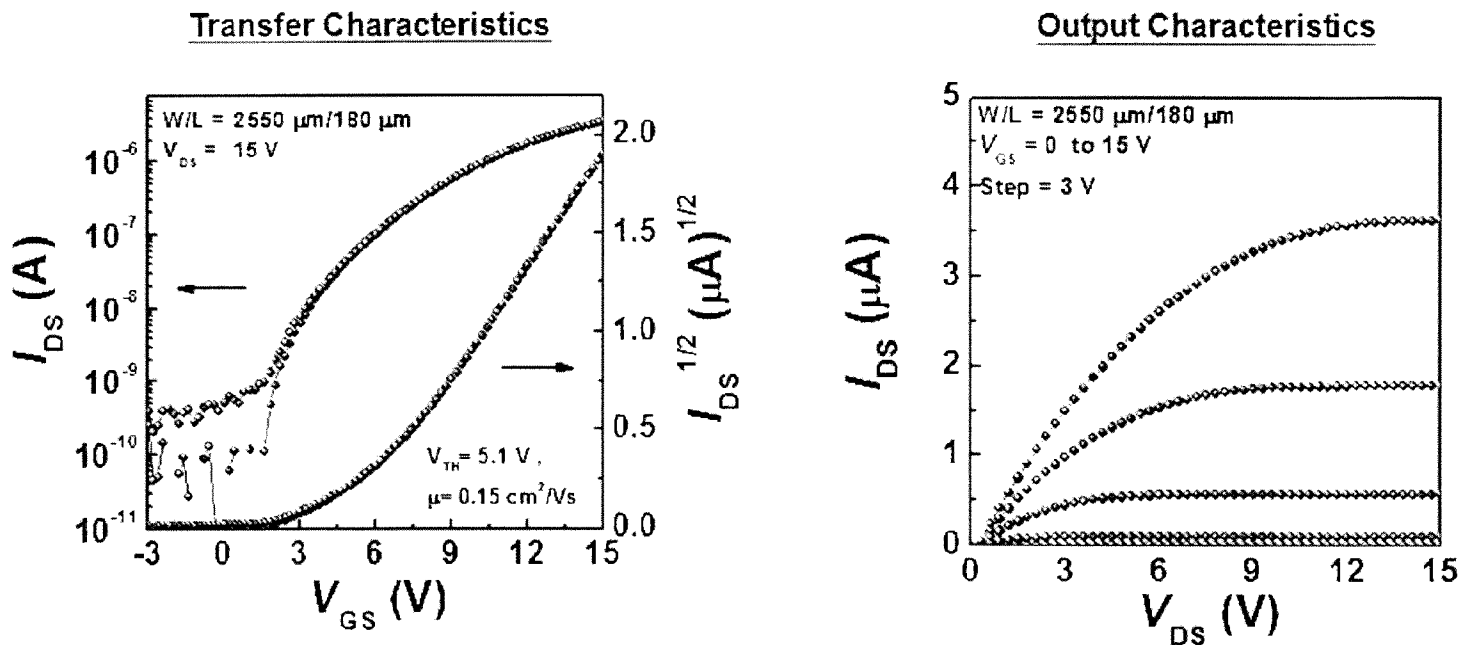 Transfer Characteristics
W/L = 2550 µm/180 µm
V_DS = 15 V
10⁻⁶
10⁻⁷
10⁻⁸
10⁻⁹
10⁻¹⁰
10⁻¹¹
I_DS (A)
2.0
1.5
1.0
0.5
0.0
I_DS^1/2 (µA)^1/2
V_TH= 5.1 V ,
µ= 0.15 cm²/Vs
-3 0 3 6 9 12 15
V_GS (V)
Output Characteristics
W/L = 2550 µm/180 µm
V_GS = 0 to 15 V
Step = 3 V
5
4
3
2
1
0
I_DS (µA)
0 3 6 9 12 15
V_DS (V)